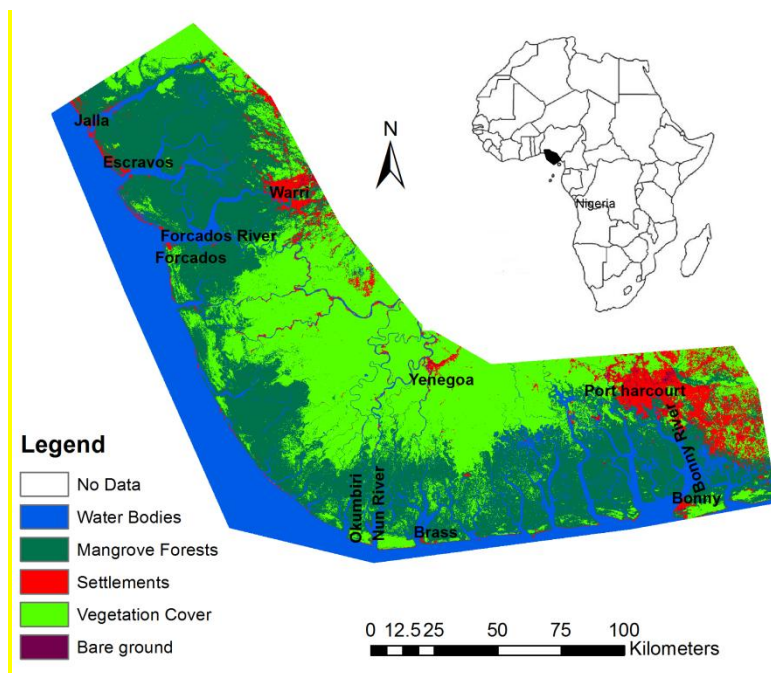 Jalla
Escravos
N
Warri
Nigeria
Forcados River
Forcados
Yenegoa
Port harcourt
Bonny River
Bonny
Okumbiri
Nun River
Brass
Legend
No Data
Water Bodies
Mangrove Forests
Settlements
Vegetation Cover
Bare ground
0 12.5 25 50 75 100
Kilometers